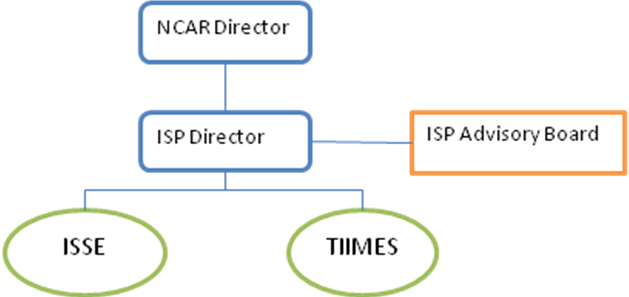 NCAR Director
ISP Director
ISP Advisory Board
ISSE
TIIMES